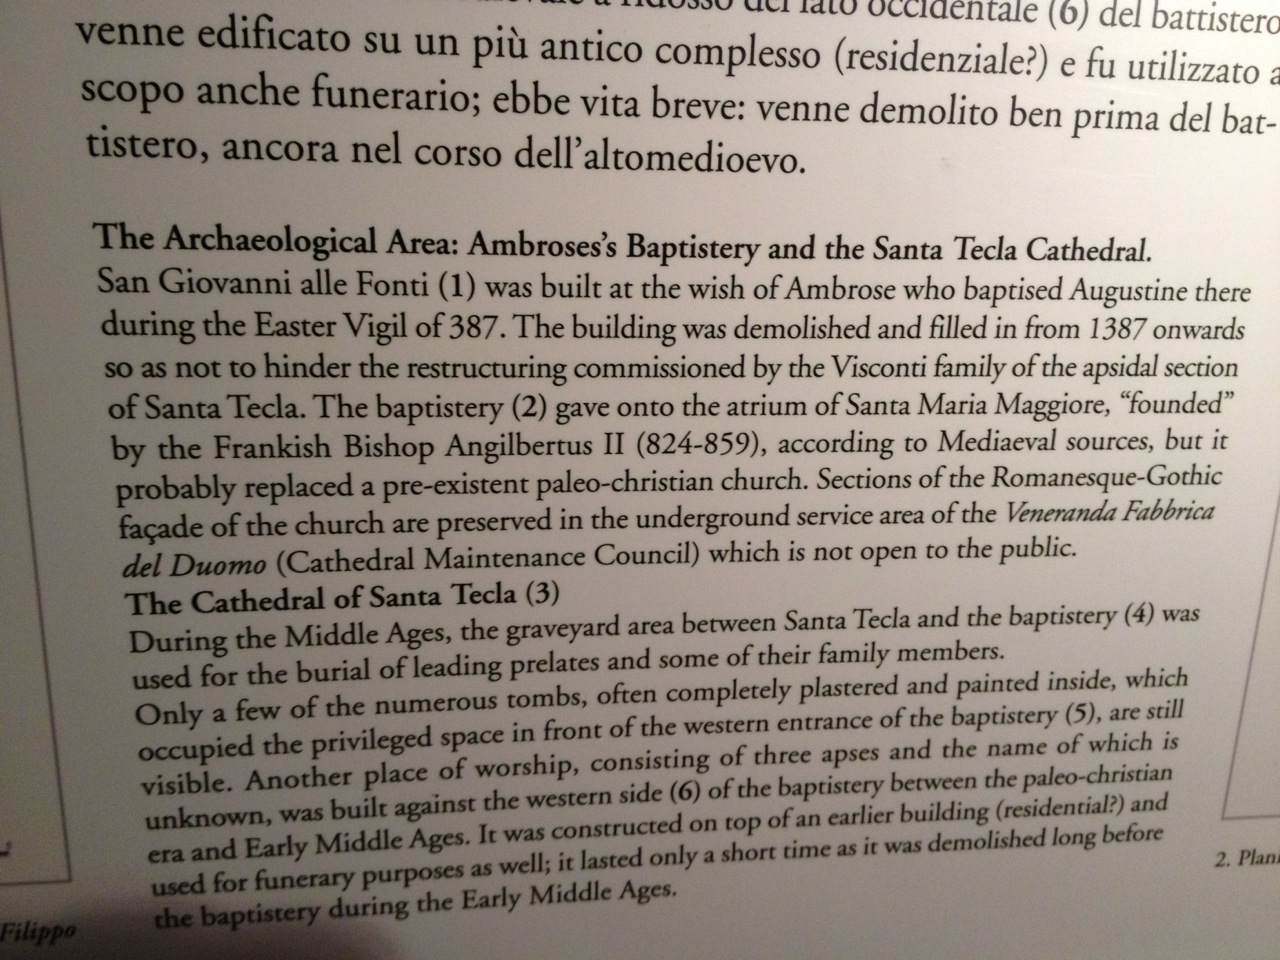 a ridosso del lato occidentale (6) del battistero
venne edificato su un più antico complesso (residenziale?) e fu utilizzato a
scopo anche funerario; ebbe vita breve: venne demolito ben prima del bat-
tistero, ancora nel corso dell’altomedioevo.
The Archaeological Area: Ambroses’s Baptistery and the Santa Tecla Cathedral.
San Giovanni alle Fonti (1) was built at the wish of Ambrose who baptised Augustine there
during the Easter Vigil of 387. The building was demolished and filled in from 1387 onwards
so as not to hinder the restructuring commissioned by the Visconti family of the apsidal section
of Santa Tecla. The baptistery (2) gave onto the atrium of Santa Maria Maggiore, “founded”
by the Frankish Bishop Angilbertus II (824-859), according to Mediaeval sources, but it
probably replaced a pre-existent paleo-christian church. Sections of the Romanesque-Gothic
façade of the church are preserved in the underground service area of the Veneranda Fabbrica
del Duomo (Cathedral Maintenance Council) which is not open to the public.
The Cathedral of Santa Tecla (3)
During the Middle Ages, the graveyard area between Santa Tecla and the baptistery (4) was
used for the burial of leading prelates and some of their family members.
Only a few of the numerous tombs, often completely plastered and painted inside, which
occupied the privileged space in front of the western entrance of the baptistery (5), are still
visible. Another place of worship, consisting of three apses and the name of which is
unknown, was built against the western side (6) of the baptistery between the paleo-christian
era and Early Middle Ages. It was constructed on top of an earlier building (residential?) and
used for funerary purposes as well; it lasted only a short time as it was demolished long before
the baptistery during the Early Middle Ages.
Filippo
2. Plani